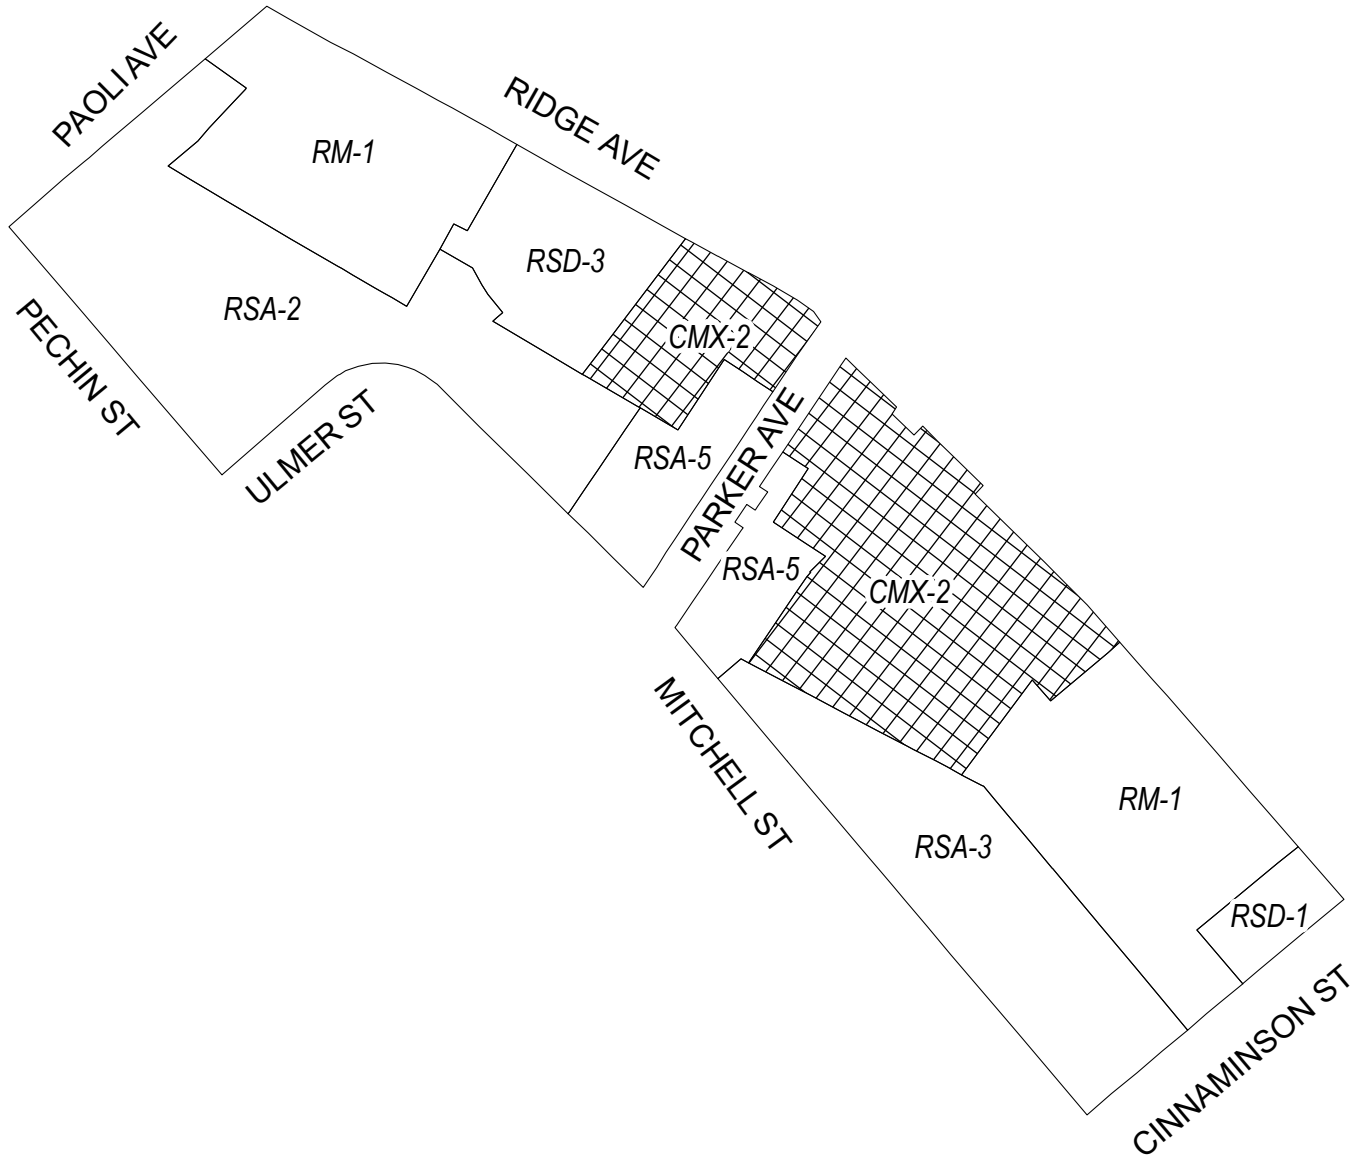 PAOLI AVE
RIDGE AVE
RM-1
RSD-3
RSA-2
CMX-2
PECHIN ST
ULMER ST
RSA-5
PARKER AVE
RSA-5
CMX-2
MITCHELL ST
RM-1
RSA-3
RSD-1
CINNAMINSON ST